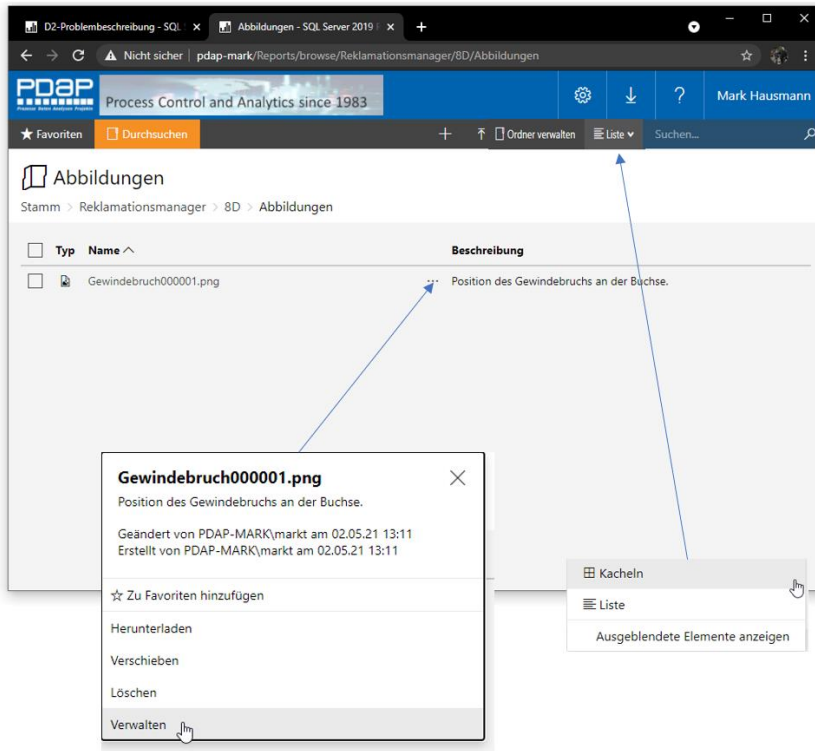 D2-Problembeschreibung - SQL
Abbildungen - SQL Server 2019
Nicht sicher | pdap-mark/Reports/browse/Reklamationsmanager/8D/Abbildungen
PDAP
Process Control and Analytics since 1983
Mark Hausmann
Favoriten
Durchsuchen
Ordner verwalten
Liste
Suchen...
Abbildungen
Stamm > Reklamationsmanager > 8D > Abbildungen
Typ Name Beschreibung
Gewindebruch000001.png ... Position des Gewindebruchs an der Buchse.
Gewindebruch000001.png
Position des Gewindebruchs an der Buchse.
Geändert von PDAP-MARK\markt am 02.05.21 13:11
Erstellt von PDAP-MARK\markt am 02.05.21 13:11
Zu Favoriten hinzufügen
Herunterladen
Verschieben
Löschen
Verwalten
Kacheln
Liste
Ausgeblendete Elemente anzeigen